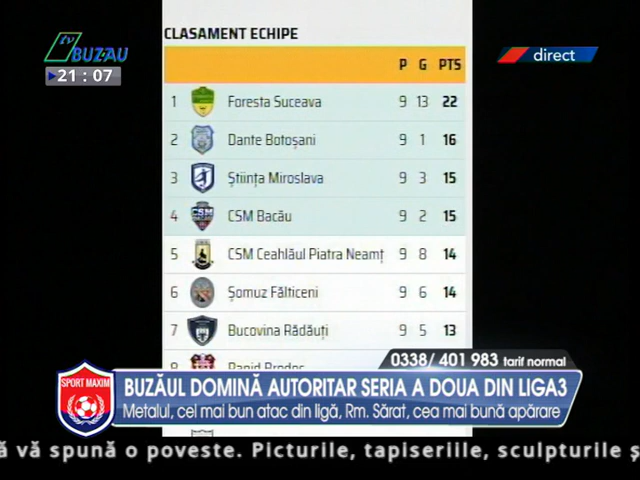 CLASAMENT ECHIPE
tv BUZAU
direct
21:07
P G PTS
1 Foresta Suceava 9 13 22
2 Dante Botoșani 9 1 16
3 Știința Miroslava 9 3 15
4 CSM Bacău 9 2 15
5 CSM Ceahlăul Piatra Neamț 9 8 14
6 Șomuz Fălticeni 9 6 14
7 Bucovina Rădăuți 9 5 13
8 Rapid Brodoc
0338/ 401 983 tarif normal
SPORT MAXIM
BUZĂUL DOMINĂ AUTORITAR SERIA A DOUA DIN LIGA3
Metalul, cel mai bun atac din ligă, Rm. Sărat, cea mai bună apărare
ă vă spună o poveste. Picturile, tapiseriile, sculpturile ș